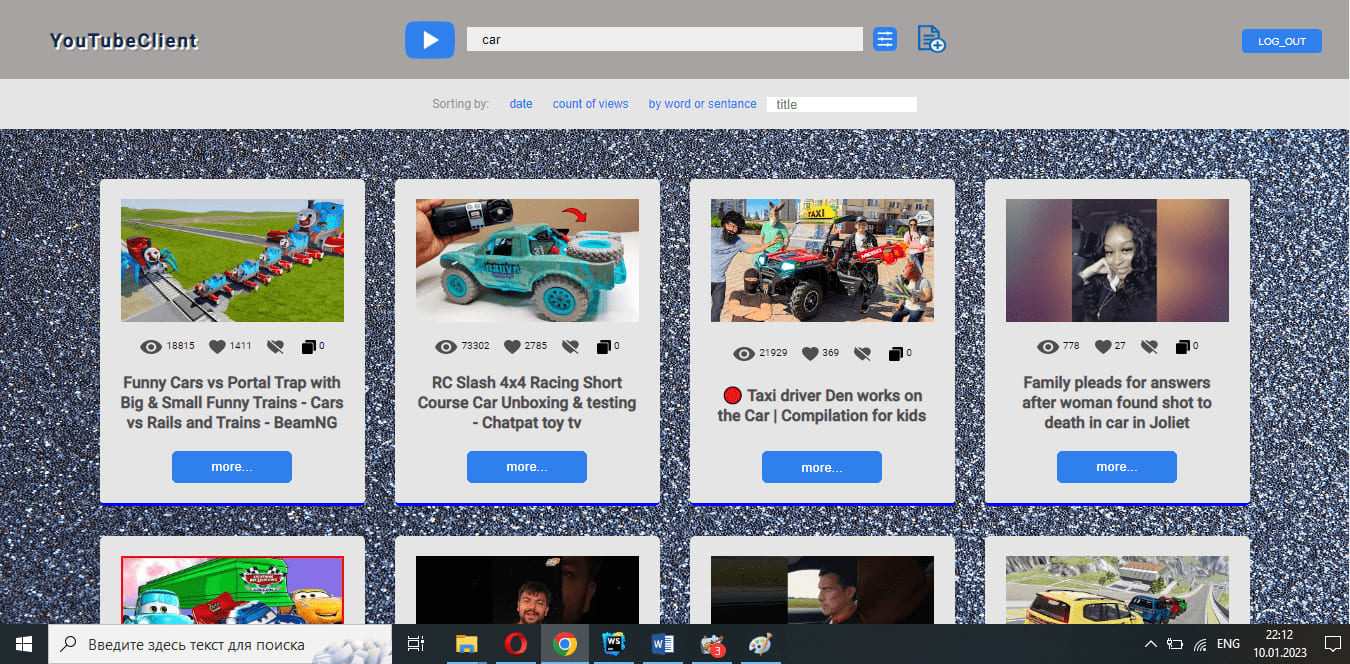 YouTubeClient
car
LOG_OUT
Sorting by: date count of views by word or sentance title
TAXI
18815 1411 0
73302 2785 0
21929 369 0
778 27 0
Funny Cars vs Portal Trap with
Big & Small Funny Trains - Cars
vs Rails and Trains - BeamNG
RC Slash 4x4 Racing Short
Course Car Unboxing & testing
- Chatpat toy tv
Taxi driver Den works on
the Car | Compilation for kids
Family pleads for answers
after woman found shot to
death in car in Joliet
more...
more...
more...
more...
Введите здесь текст для поиска
WS
W
3
ENG
22:12
10.01.2023